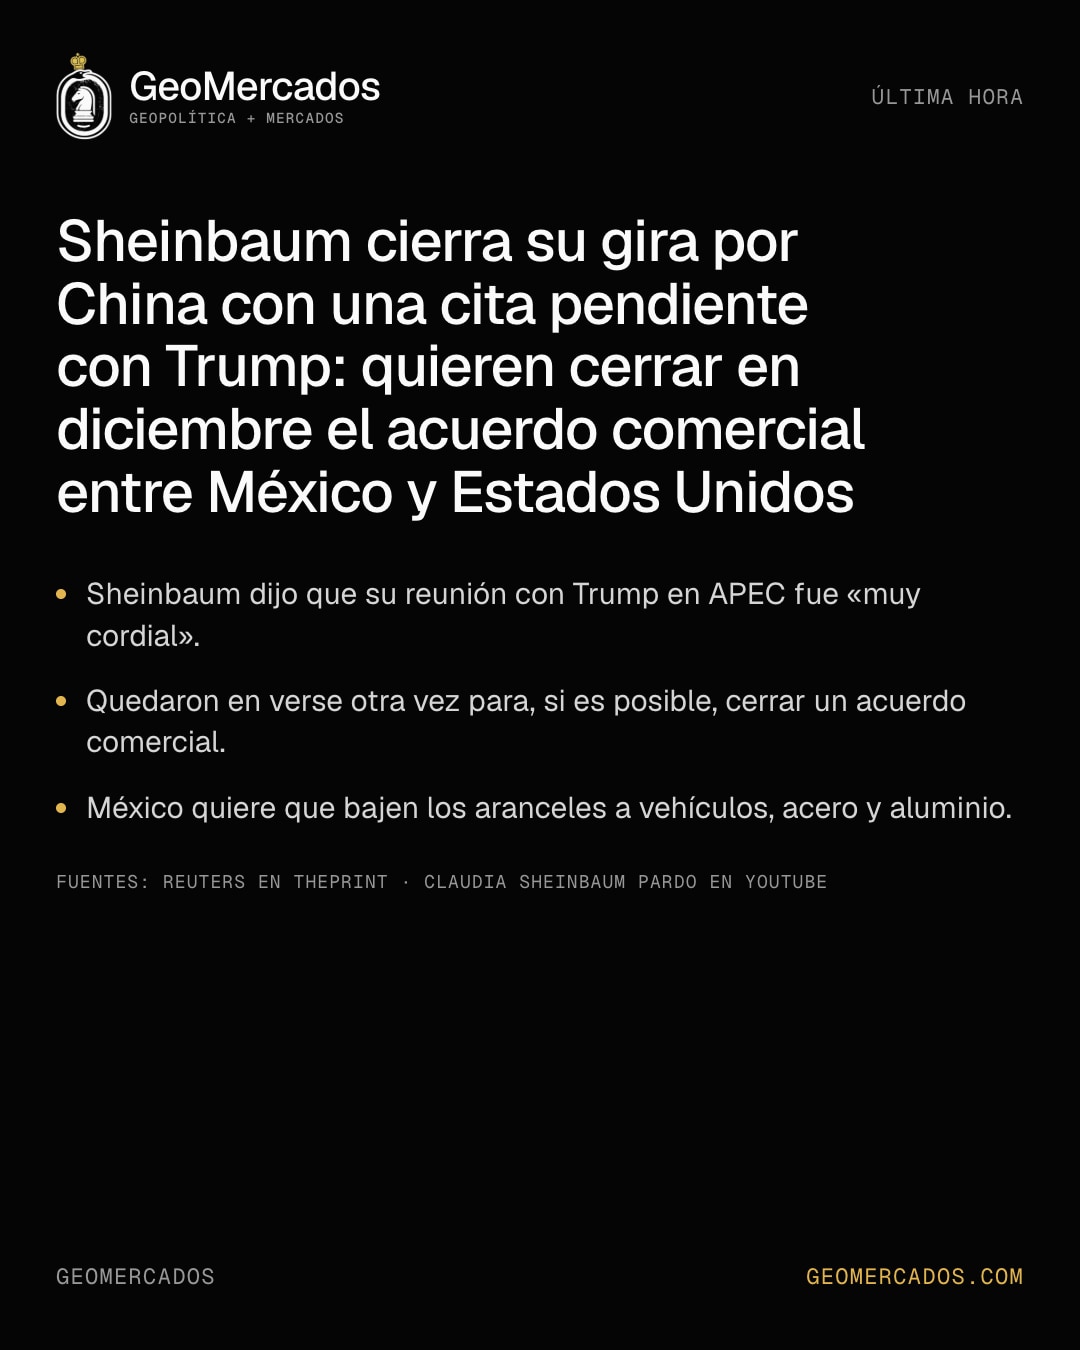 GeoMercados
GEOPOLÍTICA + MERCADOS
ÚLTIMA HORA
Sheinbaum cierra su gira por
China con una cita pendiente
con Trump: quieren cerrar en
diciembre el acuerdo comercial
entre México y Estados Unidos
• Sheinbaum dijo que su reunión con Trump en APEC fue «muy
cordial».
• Quedaron en verse otra vez para, si es posible, cerrar un acuerdo
comercial.
• México quiere que bajen los aranceles a vehículos, acero y aluminio.
FUENTES: REUTERS EN THEPRINT · CLAUDIA SHEINBAUM PARDO EN YOUTUBE
GEOMERCADOS
GEOMERCADOS.COM